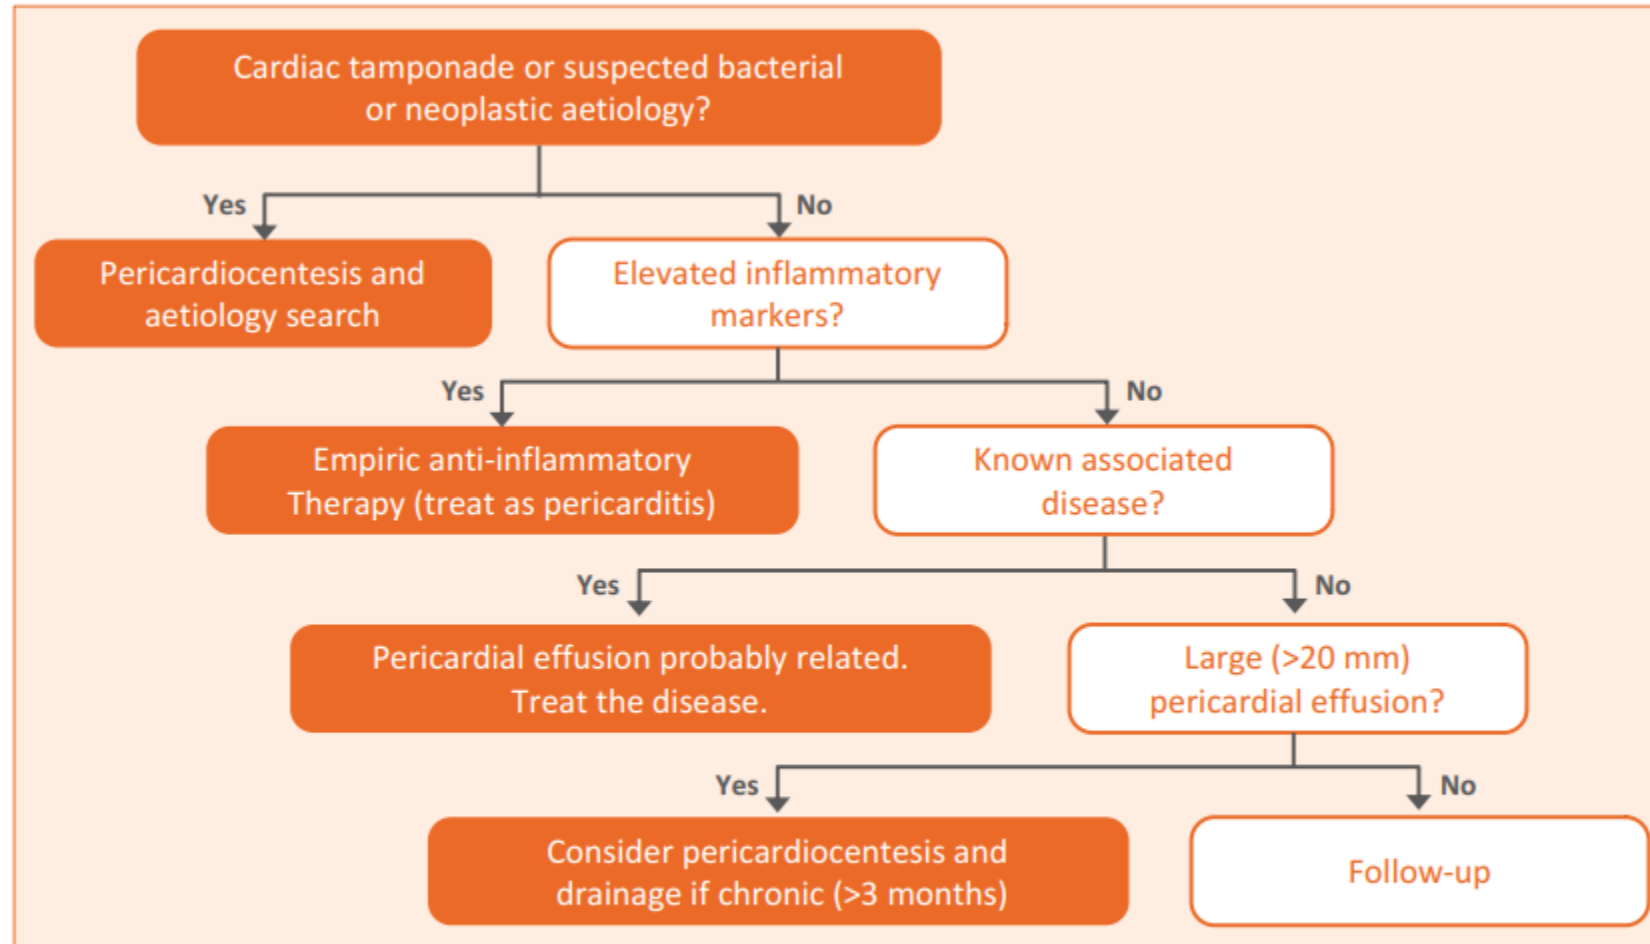 Cardiac tamponade or suspected bacterial
or neoplastic aetiology?
Yes
No
Pericardiocentesis and
aetiology search
Elevated inflammatory
markers?
Yes
No
Empiric anti-inflammatory
Therapy (treat as pericarditis)
Known associated
disease?
Yes
No
Pericardial effusion probably related.
Treat the disease.
Large (>20 mm)
pericardial effusion?
Yes
No
Consider pericardiocentesis and
drainage if chronic (>3 months)
Follow-up